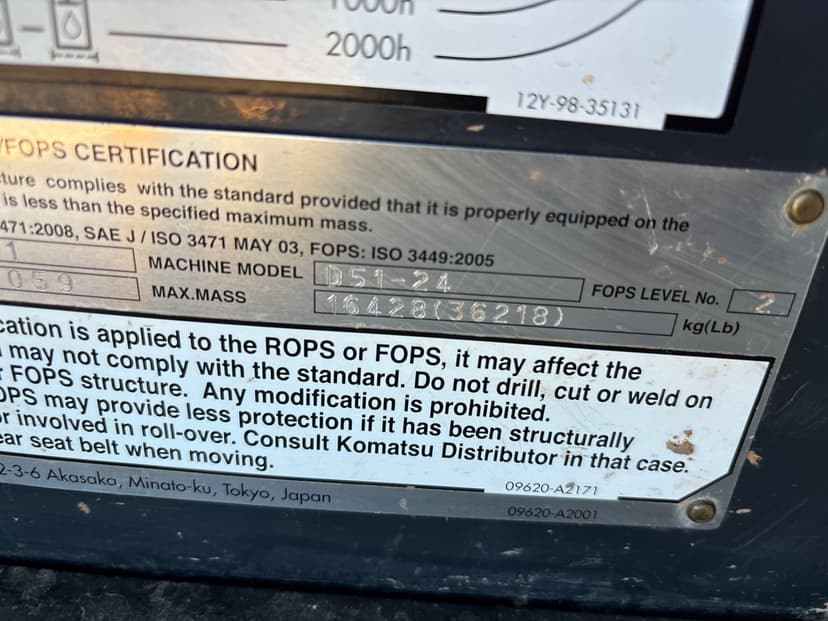 1000h
2000h
12Y-98-35131
/FOPS CERTIFICATION
ture complies with the standard provided that it is properly equipped on the
is less than the specified maximum mass.
471:2008, SAE J / ISO 3471 MAY 03, FOPS: ISO 3449:2005
1 MACHINE MODEL D51-24 FOPS LEVEL No. 2
059 MAX.MASS 16428(36218) kg(Lb)
cation is applied to the ROPS or FOPS, it may affect the
may not comply with the standard. Do not drill, cut or weld on
FOPS structure. Any modification is prohibited.
OPS may provide less protection if it has been structurally
r involved in roll-over. Consult Komatsu Distributor in that case.
ear seat belt when moving.
09620-A2171
2-3-6 Akasaka, Minato-ku, Tokyo, Japan
09620-A2001